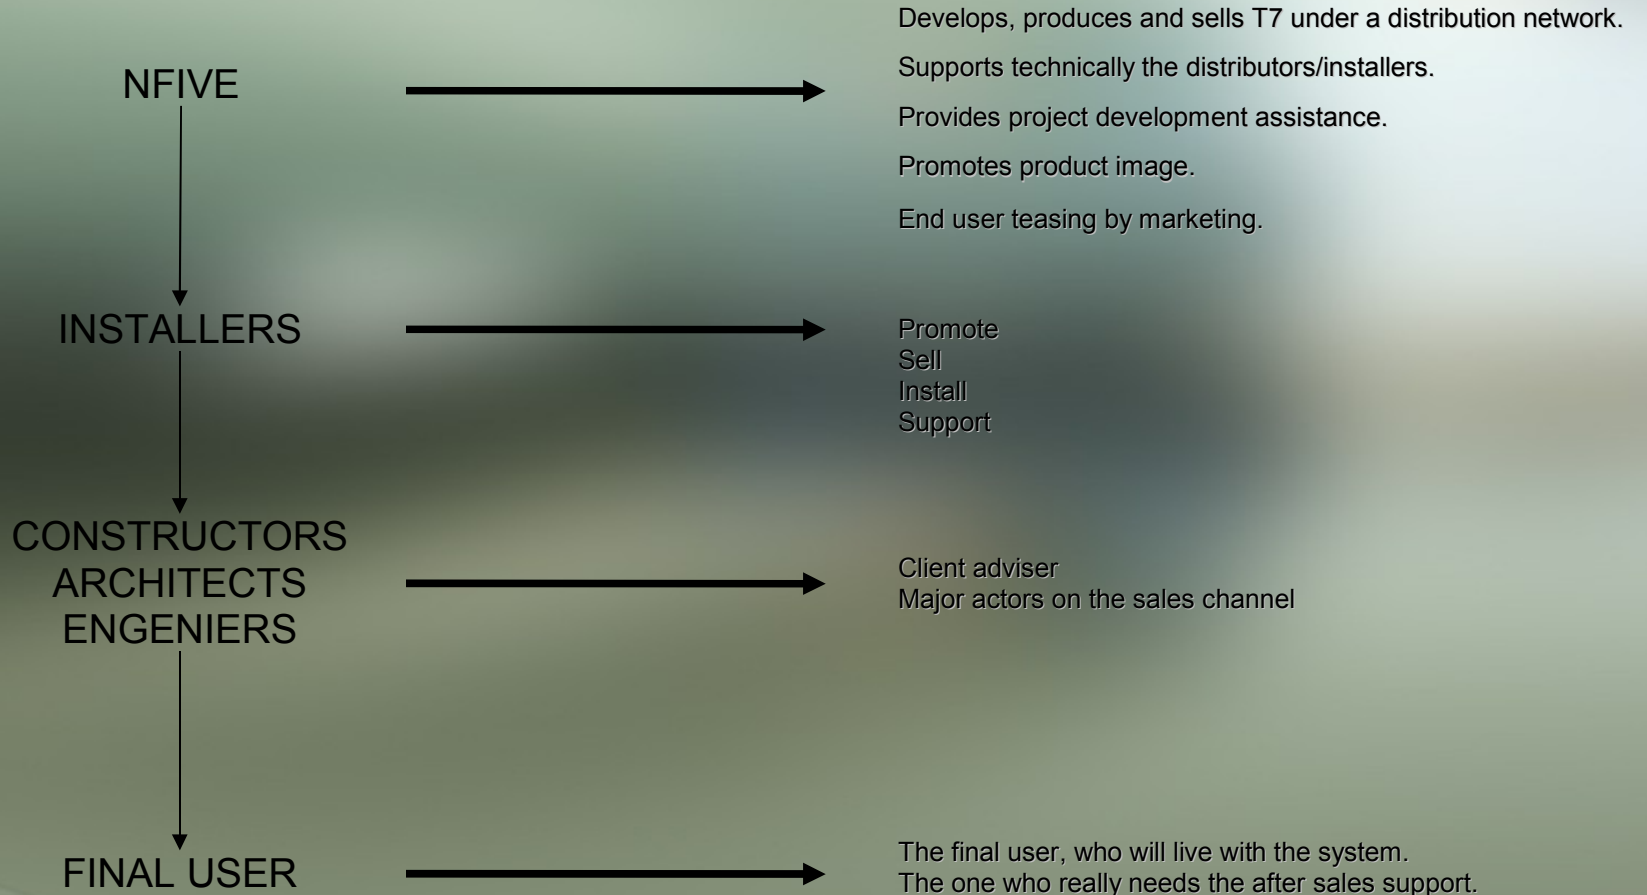 NFIVE
Develops, produces and sells T7 under a distribution network.
Supports technically the distributors/installers.
Provides project development assistance.
Promotes product image.
End user teasing by marketing.
INSTALLERS
Promote
Sell
Install
Support
CONSTRUCTORS
ARCHITECTS
ENGENIERS
Client adviser
Major actors on the sales channel
FINAL USER
The final user, who will live with the system.
The one who really needs the after sales support.